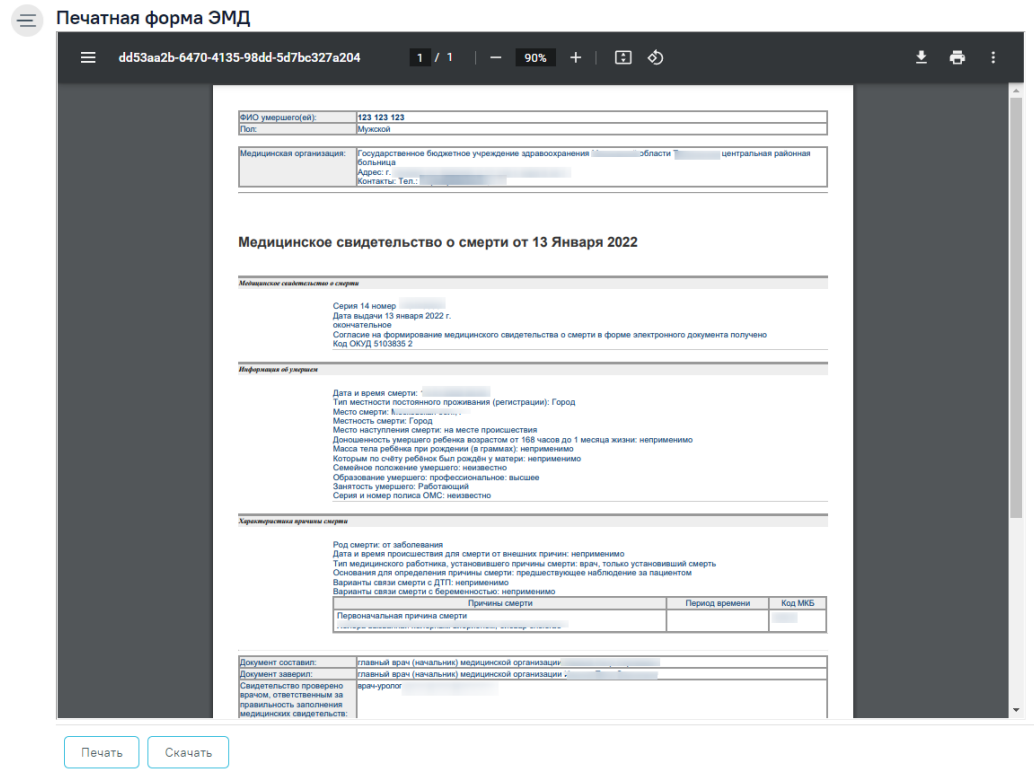 Печатная форма ЭМД
dd53aa2b-6470-4135-98dd-5d7bc327a204 1 / 1 − 90% +
ФИО умершего(ей): 123 123 123
Пол: Мужской
Медицинская организация: Государственное бюджетное учреждение здравоохранения области центральная районная
больница
Адрес: г.
Контакты: Тел.:
Медицинское свидетельство о смерти от 13 Января 2022
Медицинское свидетельство о смерти
Серия 14 номер
Дата выдачи 13 января 2022 г.
окончательное
Согласие на формирование медицинского свидетельства о смерти в форме электронного документа получено
Код ОКУД 5103835 2
Информация об умершем
Дата и время смерти:
Тип местности постоянного проживания (регистрации): Город
Место смерти:
Местность смерти: Город
Место наступления смерти: на месте происшествия
Доношенность умершего ребенка возрастом от 168 часов до 1 месяца жизни: неприменимо
Масса тела ребёнка при рождении (в граммах): неприменимо
Которым по счёту ребёнок был рождён у матери: неприменимо
Семейное положение умершего: неизвестно
Образование умершего: профессиональное: высшее
Занятость умершего: Работающий
Серия и номер полиса ОМС: неизвестно
Характеристика причины смерти
Род смерти: от заболевания
Дата и время происшествия для смерти от внешних причин: неприменимо
Тип медицинского работника, установившего причины смерти: врач, только установивший смерть
Основания для определения причины смерти: предшествующее наблюдение за пациентом
Варианты связи смерти с ДТП: неприменимо
Варианты связи смерти с беременностью: неприменимо
Причины смерти Период времени Код МКБ
Первоначальная причина смерти
Документ составил: главный врач (начальник) медицинской организации
Документ заверил: главный врач (начальник) медицинской организации
Свидетельство проверено врач-уролог
врачом, ответственным за
правильность заполнения
медицинских свидетельств:
Печать Скачать